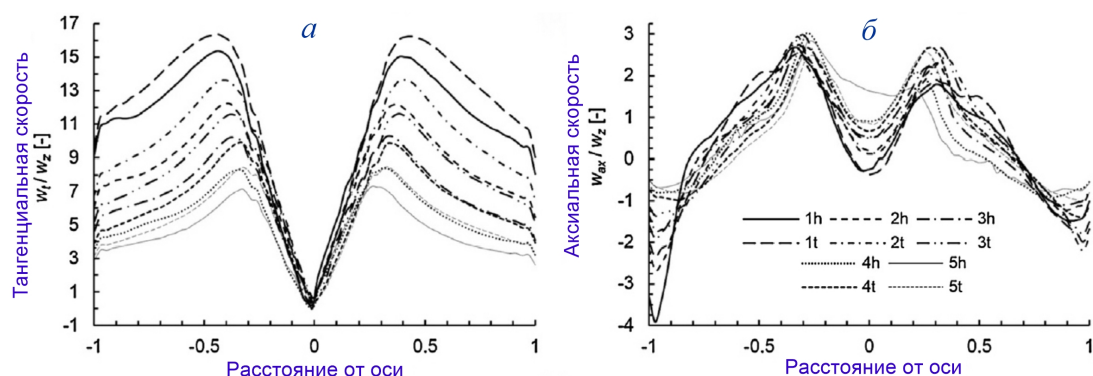 а
Тангенциальная скорость
wₜ / w_z [-]
17
15
13
11
9
7
5
3
1
-1
-1 -0.5 0 0.5 1
Расстояние от оси
б
Аксиальная скорость
w_ax / w_z [-]
3
2
1
0
-1
-2
-3
-4
1h 2h 3h
1t 2t 3t
4h 5h
4t 5t
-1 -0.5 0 0.5 1
Расстояние от оси